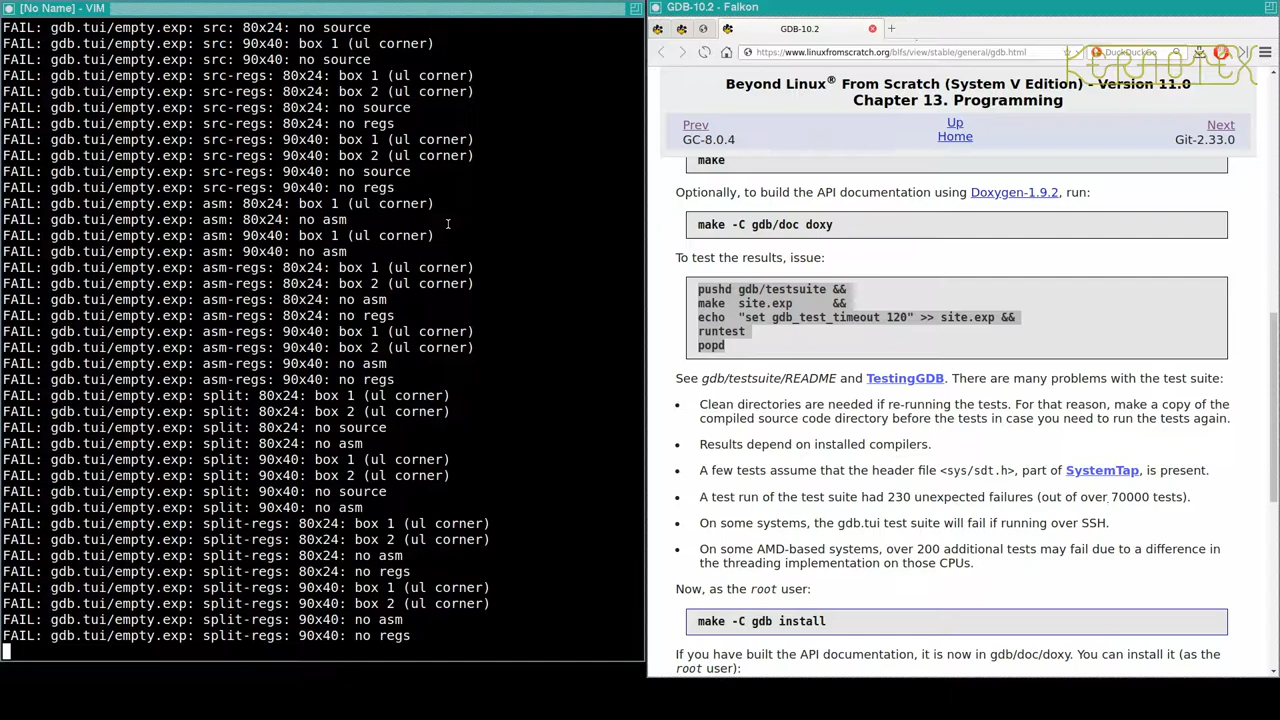 [No Name] - VIM
FAIL: gdb.tui/empty.exp: src: 80x24: no source
FAIL: gdb.tui/empty.exp: src: 90x40: box 1 (ul corner)
FAIL: gdb.tui/empty.exp: src: 90x40: no source
FAIL: gdb.tui/empty.exp: src-regs: 80x24: box 1 (ul corner)
FAIL: gdb.tui/empty.exp: src-regs: 80x24: box 2 (ul corner)
FAIL: gdb.tui/empty.exp: src-regs: 80x24: no source
FAIL: gdb.tui/empty.exp: src-regs: 80x24: no regs
FAIL: gdb.tui/empty.exp: src-regs: 90x40: box 1 (ul corner)
FAIL: gdb.tui/empty.exp: src-regs: 90x40: box 2 (ul corner)
FAIL: gdb.tui/empty.exp: src-regs: 90x40: no source
FAIL: gdb.tui/empty.exp: src-regs: 90x40: no regs
FAIL: gdb.tui/empty.exp: asm: 80x24: box 1 (ul corner)
FAIL: gdb.tui/empty.exp: asm: 80x24: no asm
FAIL: gdb.tui/empty.exp: asm: 90x40: box 1 (ul corner)
FAIL: gdb.tui/empty.exp: asm: 90x40: no asm
FAIL: gdb.tui/empty.exp: asm-regs: 80x24: box 1 (ul corner)
FAIL: gdb.tui/empty.exp: asm-regs: 80x24: box 2 (ul corner)
FAIL: gdb.tui/empty.exp: asm-regs: 80x24: no asm
FAIL: gdb.tui/empty.exp: asm-regs: 80x24: no regs
FAIL: gdb.tui/empty.exp: asm-regs: 90x40: box 1 (ul corner)
FAIL: gdb.tui/empty.exp: asm-regs: 90x40: box 2 (ul corner)
FAIL: gdb.tui/empty.exp: asm-regs: 90x40: no asm
FAIL: gdb.tui/empty.exp: asm-regs: 90x40: no regs
FAIL: gdb.tui/empty.exp: split: 80x24: box 1 (ul corner)
FAIL: gdb.tui/empty.exp: split: 80x24: box 2 (ul corner)
FAIL: gdb.tui/empty.exp: split: 80x24: no source
FAIL: gdb.tui/empty.exp: split: 80x24: no asm
FAIL: gdb.tui/empty.exp: split: 90x40: box 1 (ul corner)
FAIL: gdb.tui/empty.exp: split: 90x40: box 2 (ul corner)
FAIL: gdb.tui/empty.exp: split: 90x40: no source
FAIL: gdb.tui/empty.exp: split: 90x40: no asm
FAIL: gdb.tui/empty.exp: split-regs: 80x24: box 1 (ul corner)
FAIL: gdb.tui/empty.exp: split-regs: 80x24: box 2 (ul corner)
FAIL: gdb.tui/empty.exp: split-regs: 80x24: no asm
FAIL: gdb.tui/empty.exp: split-regs: 80x24: no regs
FAIL: gdb.tui/empty.exp: split-regs: 90x40: box 1 (ul corner)
FAIL: gdb.tui/empty.exp: split-regs: 90x40: box 2 (ul corner)
FAIL: gdb.tui/empty.exp: split-regs: 90x40: no asm
FAIL: gdb.tui/empty.exp: split-regs: 90x40: no regs
GDB-10.2 - Falkon
GDB-10.2
https://www.linuxfromscratch.org/blfs/view/stable/general/gdb.html
DuckDuckGo
KERNOTEX
Beyond Linux® From Scratch (System V Edition) - Version 11.0
Chapter 13. Programming
Prev Up Next
GC-8.0.4 Home Git-2.33.0
make
Optionally, to build the API documentation using Doxygen-1.9.2, run:
make -C gdb/doc doxy
To test the results, issue:
pushd gdb/testsuite &&
make  site.exp      &&
echo  "set gdb_test_timeout 120" >> site.exp &&
runtest
popd
See gdb/testsuite/README and TestingGDB. There are many problems with the test suite:
• Clean directories are needed if re-running the tests. For that reason, make a copy of the
compiled source code directory before the tests in case you need to run the tests again.
• Results depend on installed compilers.
• A few tests assume that the header file <sys/sdt.h>, part of SystemTap, is present.
• A test run of the test suite had 230 unexpected failures (out of over 70000 tests).
• On some systems, the gdb.tui test suite will fail if running over SSH.
• On some AMD-based systems, over 200 additional tests may fail due to a difference in
the threading implementation on those CPUs.
Now, as the root user:
make -C gdb install
If you have built the API documentation, it is now in gdb/doc/doxy. You can install it (as the
root user):